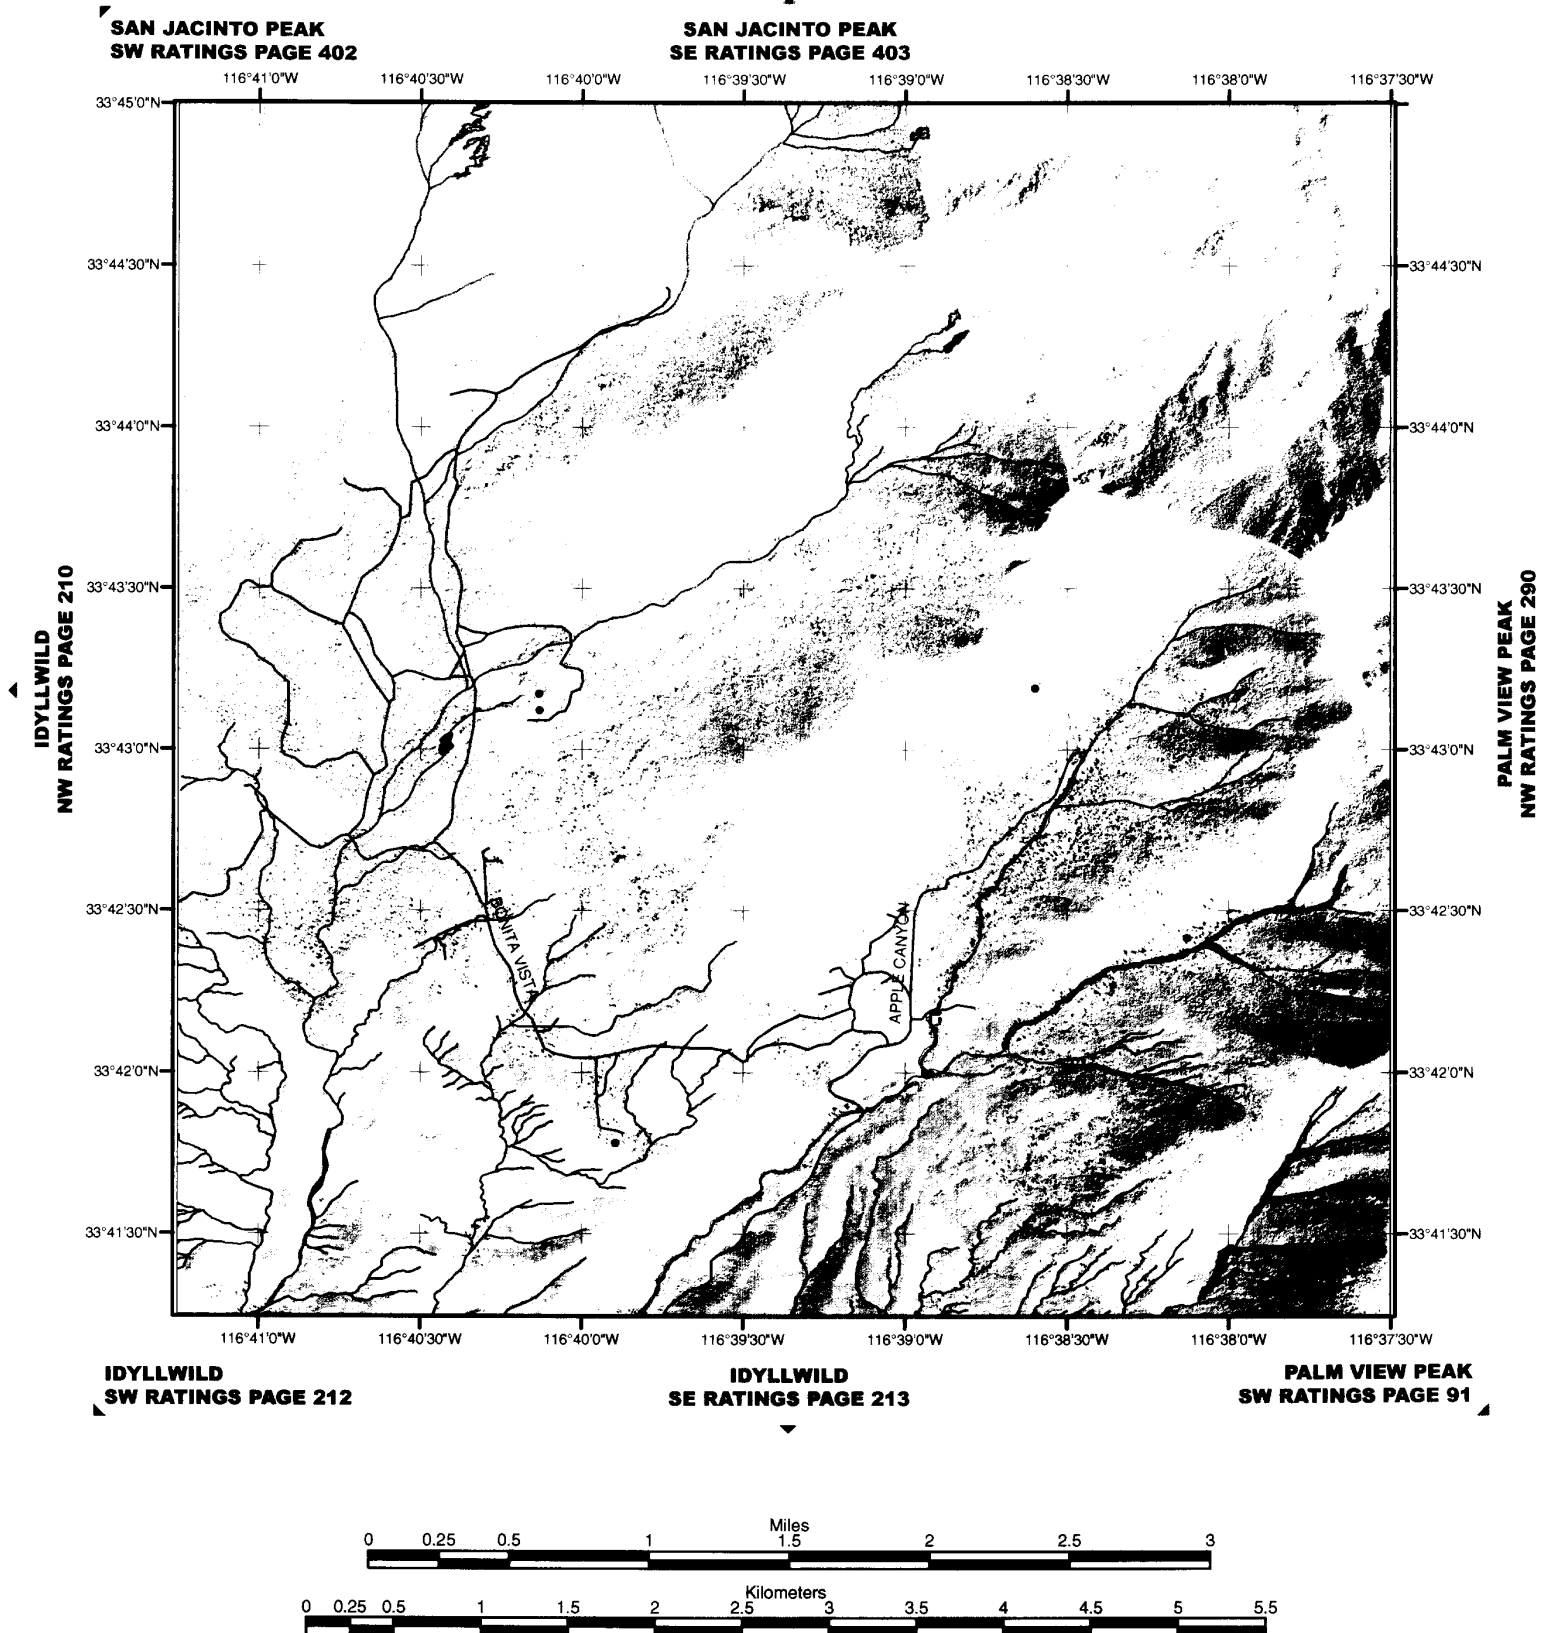 SAN JACINTO PEAK
SW RATINGS PAGE 402
SAN JACINTO PEAK
SE RATINGS PAGE 403
116°41'0"W 116°40'30"W 116°40'0"W 116°39'30"W 116°39'0"W 116°38'30"W 116°38'0"W 116°37'30"W
33°45'0"N
33°44'30"N 33°44'30"N
33°44'0"N 33°44'0"N
33°43'30"N 33°43'30"N
IDYLLWILD
NW RATINGS PAGE 210
PALM VIEW PEAK
NW RATINGS PAGE 290
33°43'0"N 33°43'0"N
33°42'30"N 33°42'30"N
BONITA VISTA
APPLE CANYON
33°42'0"N 33°42'0"N
33°41'30"N 33°41'30"N
116°41'0"W 116°40'30"W 116°40'0"W 116°39'30"W 116°39'0"W 116°38'30"W 116°38'0"W 116°37'30"W
IDYLLWILD
SW RATINGS PAGE 212
IDYLLWILD
SE RATINGS PAGE 213
PALM VIEW PEAK
SW RATINGS PAGE 91
Miles
0 0.25 0.5 1 1.5 2 2.5 3
Kilometers
0 0.25 0.5 1 1.5 2 2.5 3 3.5 4 4.5 5 5.5